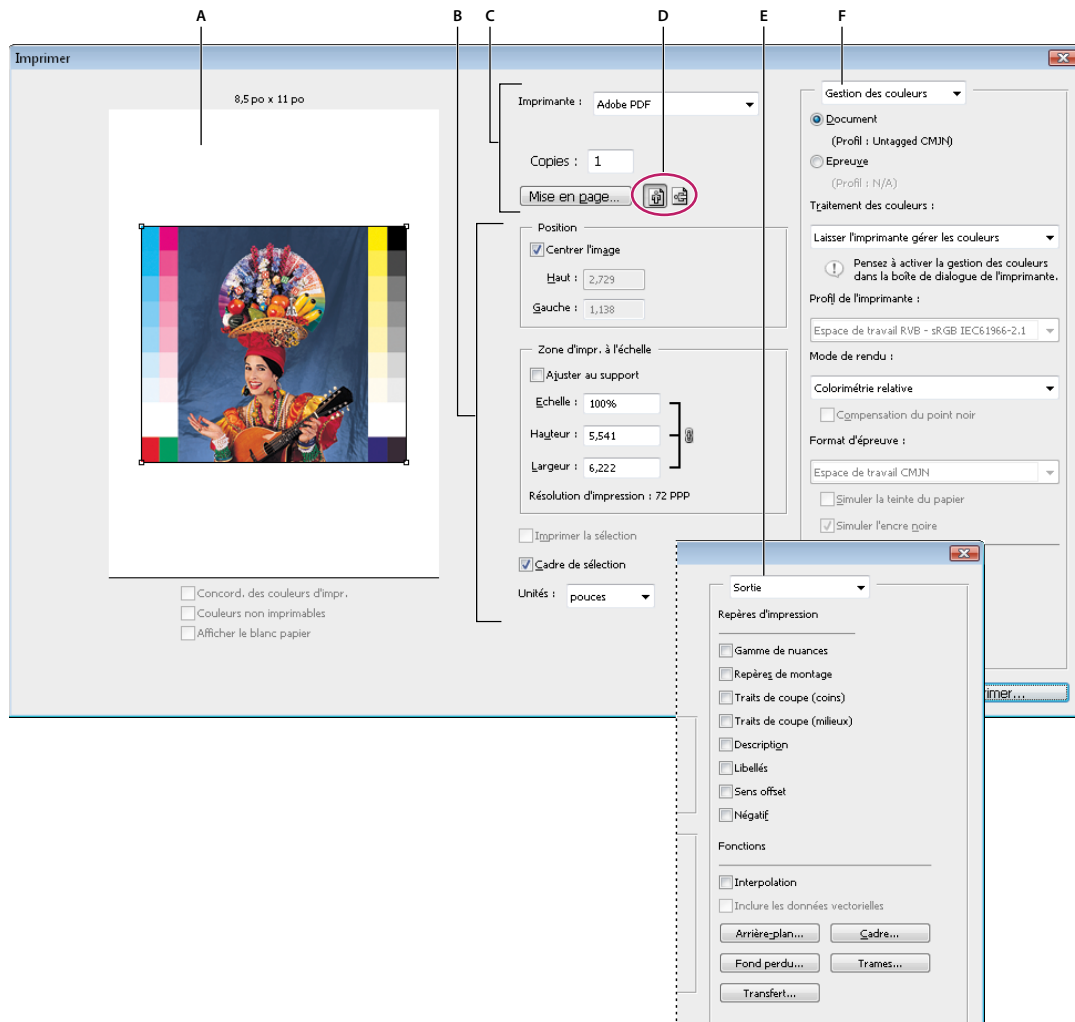 A B C D E F
Imprimer
8,5 po x 11 po
Concord. des couleurs d'impr.
Couleurs non imprimables
Afficher le blanc papier
Imprimante : Adobe PDF
Copies : 1
Mise en page...
Position
Centrer l'image
Haut : 2,729
Gauche : 1,138
Zone d'impr. à l'échelle
Ajuster au support
Echelle : 100%
Hauteur : 5,541
Largeur : 6,222
Résolution d'impression : 72 PPP
Imprimer la sélection
Cadre de sélection
Unités : pouces
Gestion des couleurs
Document
(Profil : Untagged CMJN)
Epreuve
(Profil : N/A)
Traitement des couleurs :
Laisser l'imprimante gérer les couleurs
Pensez à activer la gestion des couleurs
dans la boîte de dialogue de l'imprimante.
Profil de l'imprimante :
Espace de travail RVB - sRGB IEC61966-2.1
Mode de rendu :
Colorimétrie relative
Compensation du point noir
Format d'épreuve :
Espace de travail CMJN
Simuler la teinte du papier
Simuler l'encre noire
rimer...
Sortie
Repères d'impression
Gamme de nuances
Repères de montage
Traits de coupe (coins)
Traits de coupe (milieux)
Description
Libellés
Sens offset
Négatif
Fonctions
Interpolation
Inclure les données vectorielles
Arrière-plan... Cadre...
Fond perdu... Trames...
Transfert...